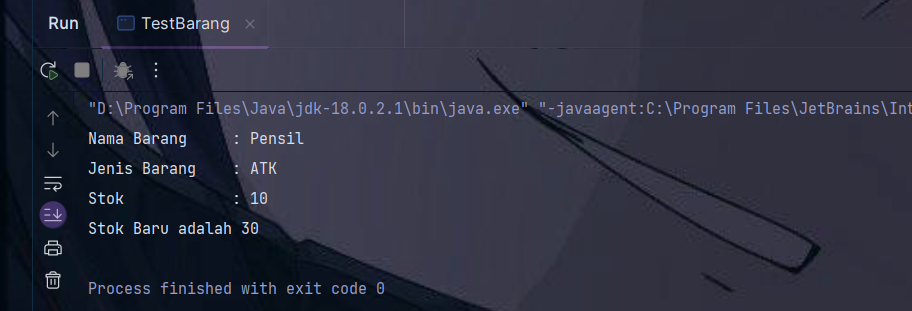 Run TestBarang
"D:\Program Files\Java\jdk-18.0.2.1\bin\java.exe" "-javaagent:C:\Program Files\JetBrains\Int
Nama Barang     : Pensil
Jenis Barang    : ATK
Stok            : 10
Stok Baru adalah 30
Process finished with exit code 0